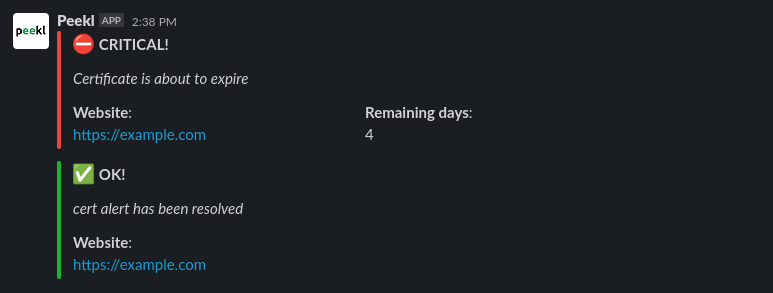 peekl
Peekl APP 2:38 PM
CRITICAL!
Certificate is about to expire
Website: Remaining days:
https://example.com 4
OK!
cert alert has been resolved
Website:
https://example.com